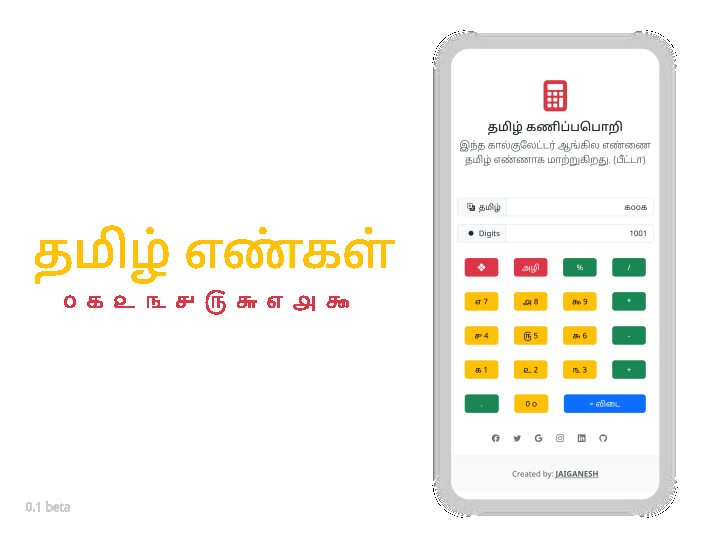 தமிழ் எண்கள்
௦ ௧ ௨ ௩ ௪ ௫ ௬ ௭ ௮ ௯
0.1 beta
தமிழ் கணிப்பபொறி
இந்த கால்குலேட்டர் ஆங்கில எண்ணை
தமிழ் எண்ணாக மாற்றுகிறது. (பீட்டா)
தமிழ் ௧௦௦௧
Digits 1001
❖ அழி % /
௭ 7 ௮ 8 ௯ 9 *
௪ 4 ௫ 5 ௬ 6 -
௧ 1 ௨ 2 ௩ 3 +
. 0 ௦ = விடை
Created by: JAIGANESH